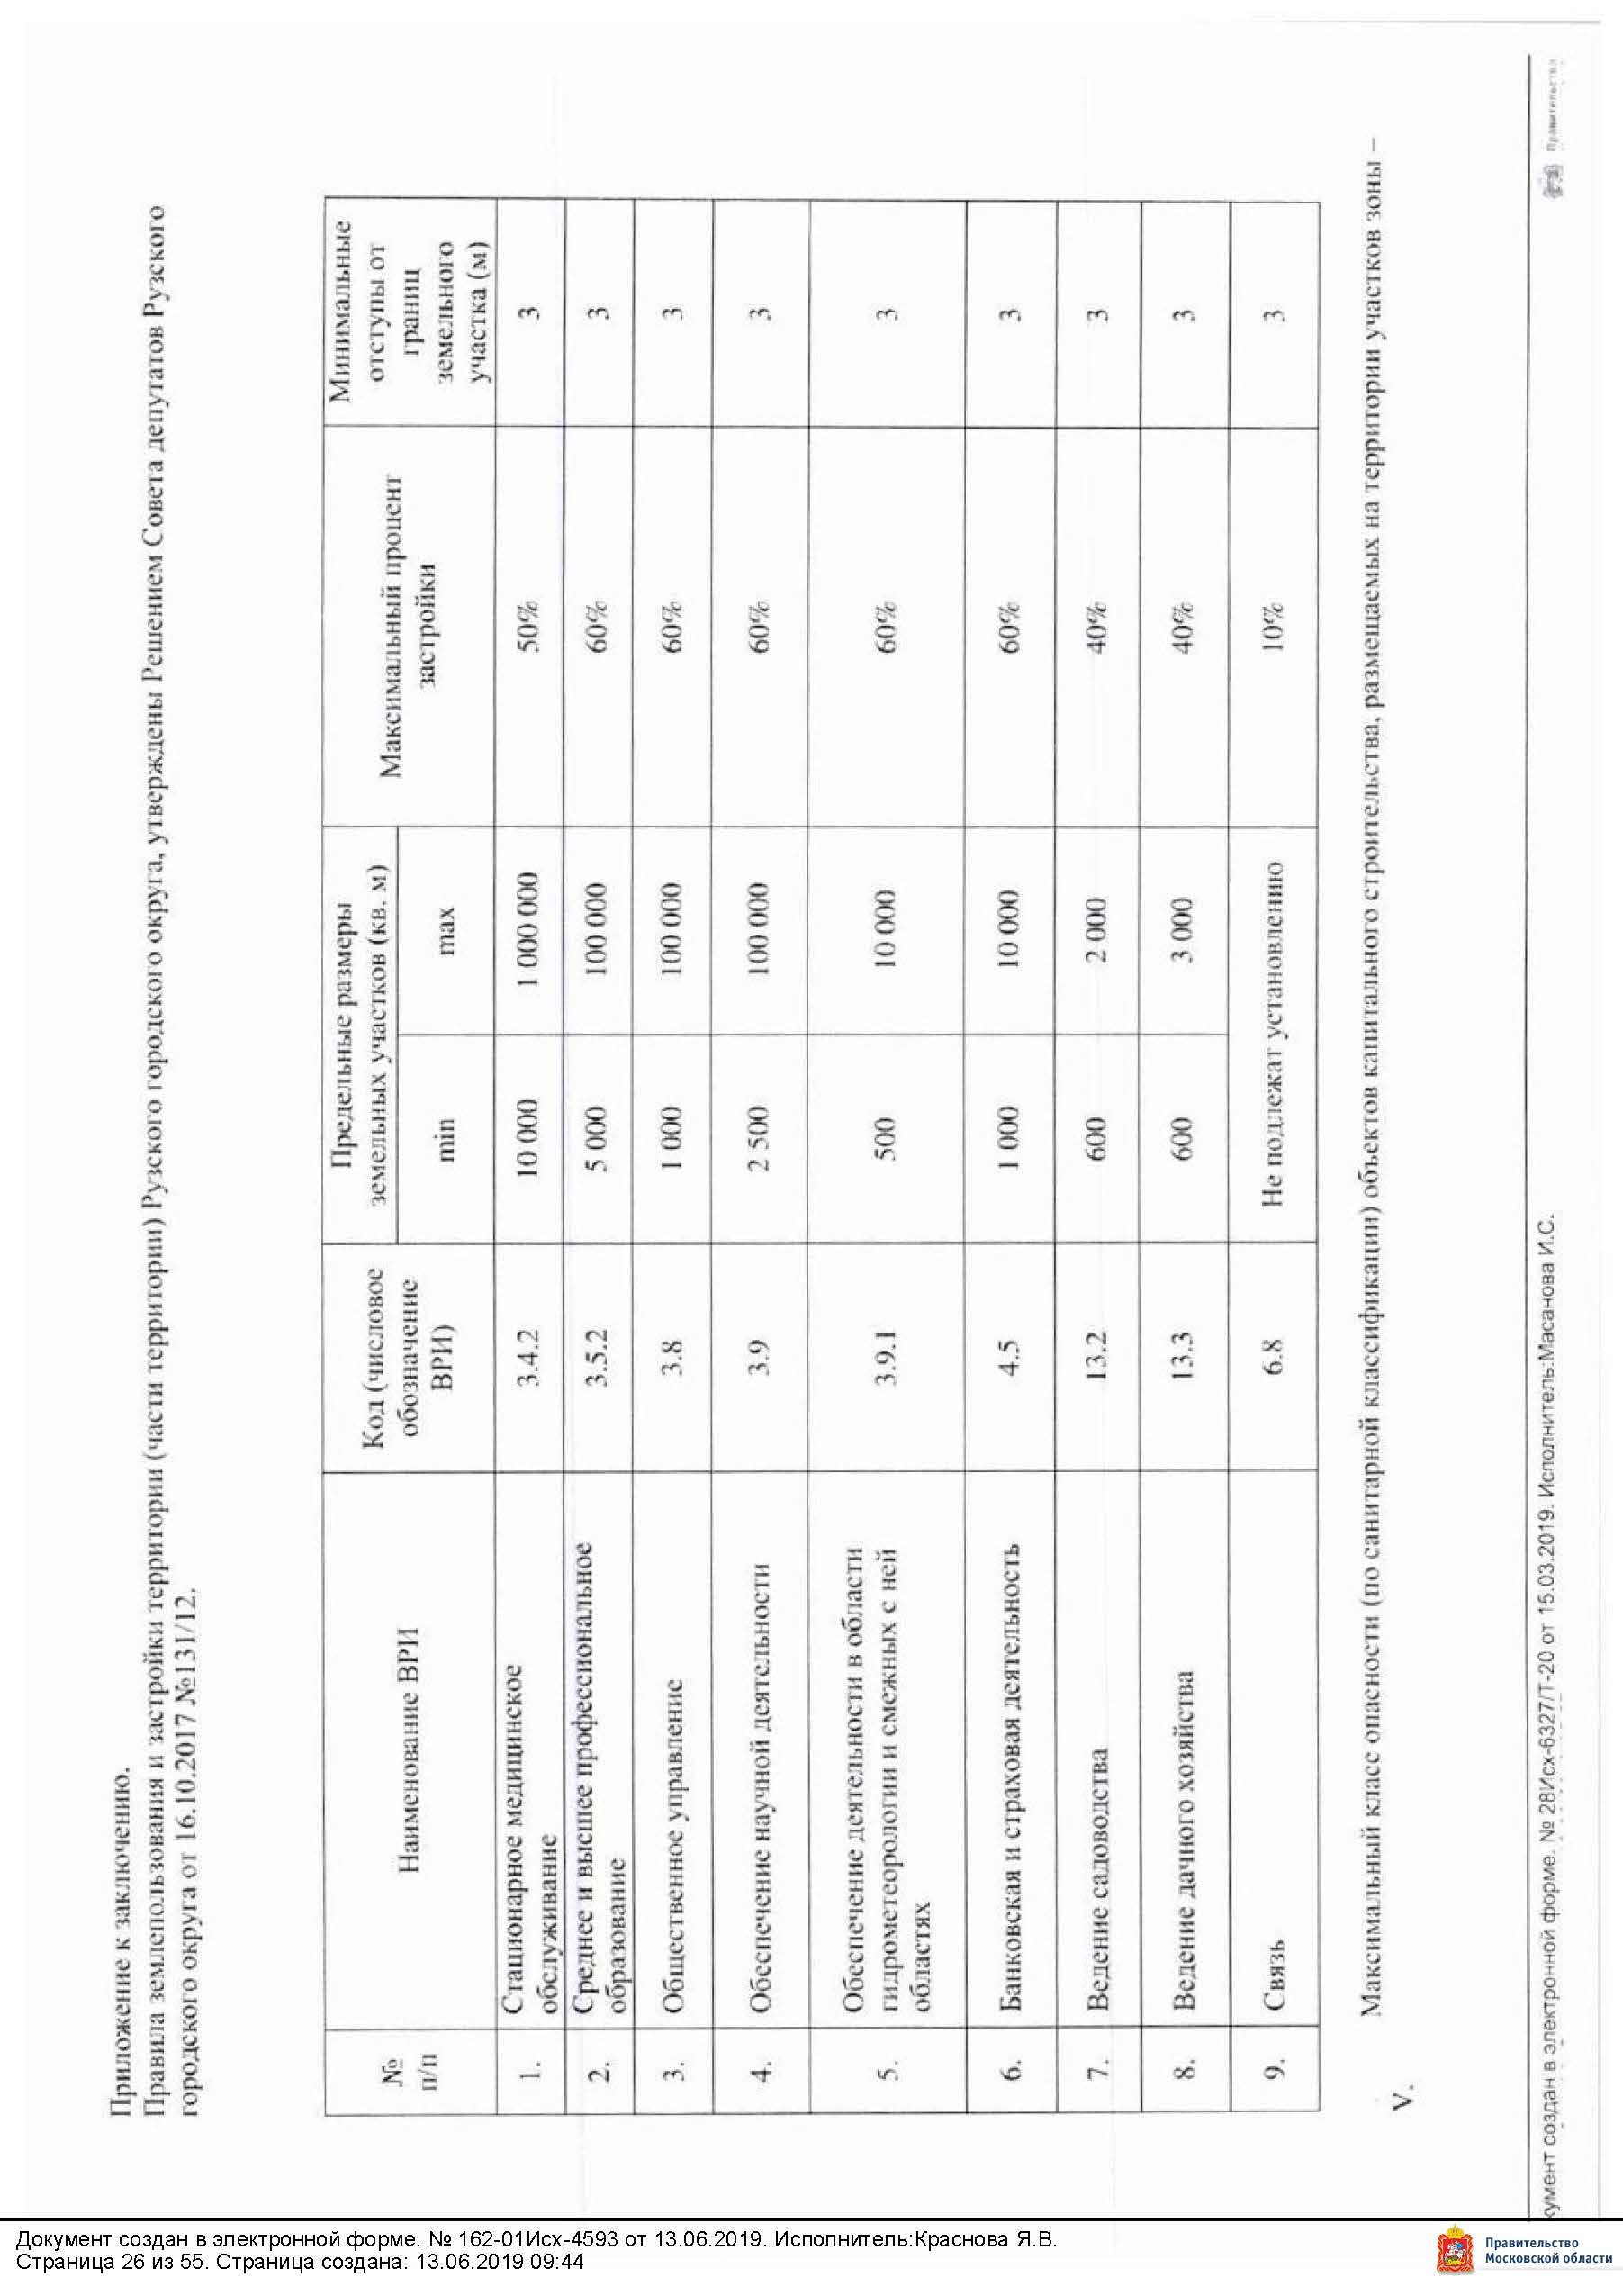 Приложение к заключению.
Правила землепользования и застройки территории (части территории) Рузского городского округа, утверждены Решением Совета депутатов Рузского
городского округа от 16.10.2017 №131/12.
№ п/п
Наименование ВРИ
Код (числовое обозначение ВРИ)
Предельные размеры земельных участков (кв. м)
min
max
Максимальный процент застройки
Минимальные отступы от границ земельного участка (м)
1. Стационарное медицинское обслуживание 3.4.2 10 000 1 000 000 50% 3
2. Среднее и высшее профессиональное образование 3.5.2 5 000 100 000 60% 3
3. Общественное управление 3.8 1 000 100 000 60% 3
4. Обеспечение научной деятельности 3.9 2 500 100 000 60% 3
5. Обеспечение деятельности в области гидрометеорологии и смежных с ней областях 3.9.1 500 10 000 60% 3
6. Банковская и страховая деятельность 4.5 1 000 10 000 60% 3
7. Ведение садоводства 13.2 600 2 000 40% 3
8. Ведение дачного хозяйства 13.3 600 3 000 40% 3
9. Связь 6.8 Не подлежат установлению 10% 3
Максимальный класс опасности (по санитарной классификации) объектов капитального строительства, размещаемых на территории участков зоны –
V.
кумент создан в электронной форме. № 28Исх-6327/Т-20 от 15.03.2019. Исполнитель:Масанова И.С.
Правительство
Документ создан в электронной форме. № 162-01Исх-4593 от 13.06.2019. Исполнитель:Краснова Я.В.
Страница 26 из 55. Страница создана: 13.06.2019 09:44
Правительство
Московской области